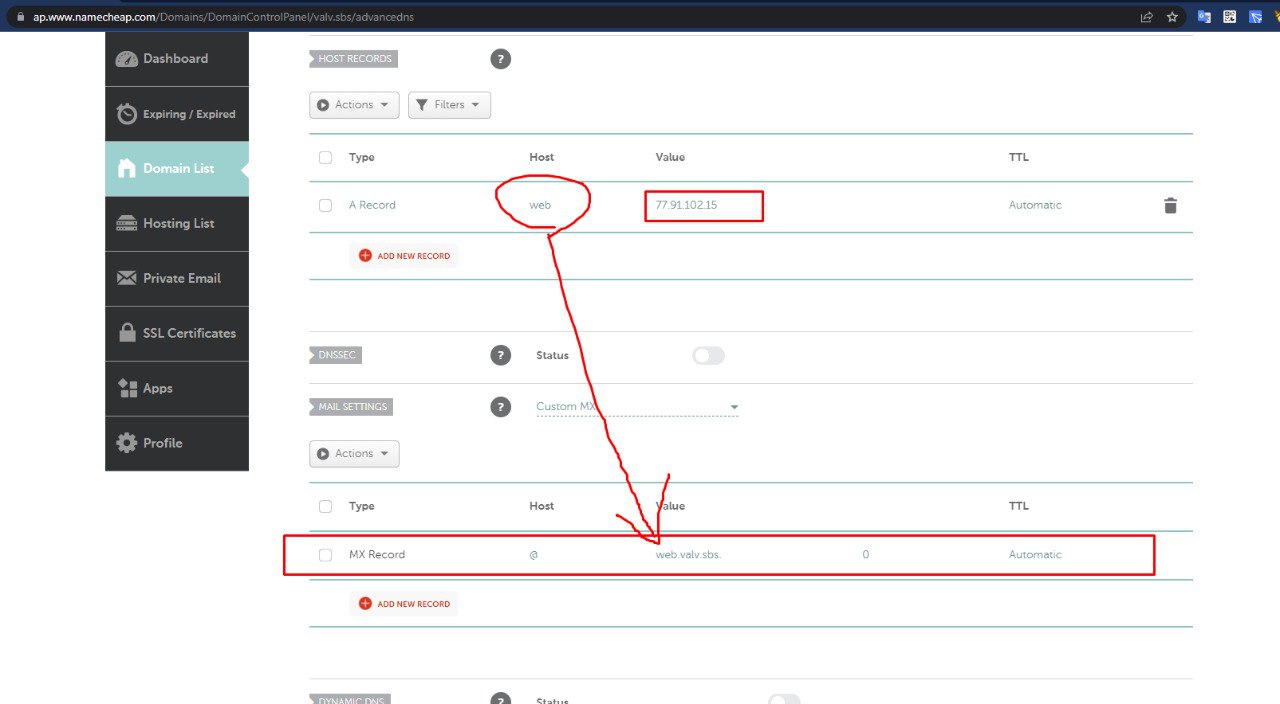 ap.www.namecheap.com/Domains/DomainControlPanel/valv.sbs/advancedns
Dashboard
Expiring / Expired
Domain List
Hosting List
Private Email
SSL Certificates
Apps
Profile
HOST RECORDS ?
Actions Filters
Type Host Value TTL
A Record web 77.91.102.15 Automatic
ADD NEW RECORD
DNSSEC ? Status
MAIL SETTINGS ? Custom MX
Actions
Type Host Value TTL
MX Record @ web.valv.sbs. 0 Automatic
ADD NEW RECORD
DYNAMIC DNS ? Status